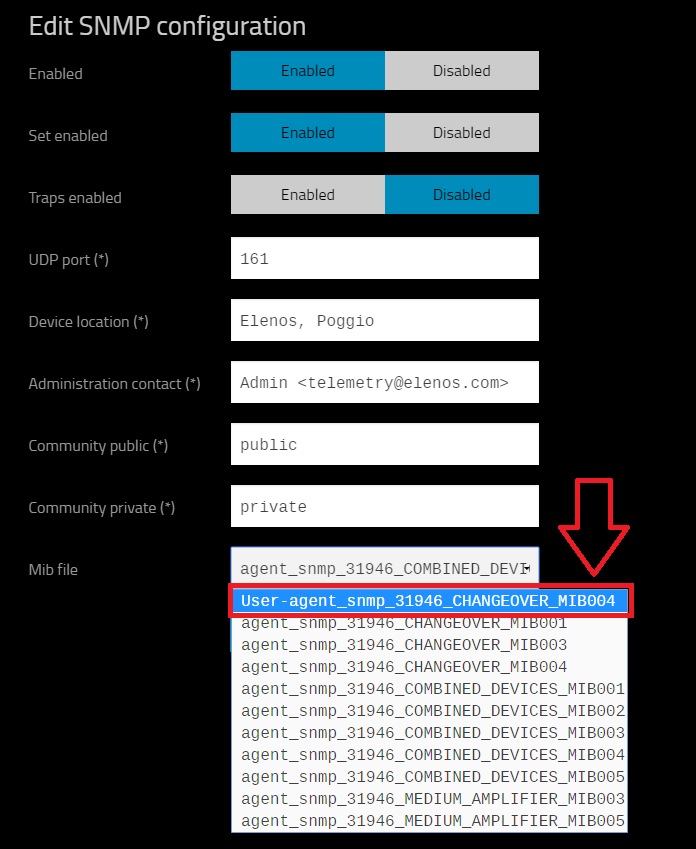 Edit SNMP configuration
Enabled Enabled Disabled
Set enabled Enabled Disabled
Traps enabled Enabled Disabled
UDP port (*) 161
Device location (*) Elenos, Poggio
Administration contact (*) Admin <telemetry@elenos.com>
Community public (*) public
Community private (*) private
Mib file agent_snmp_31946_COMBINED_DEVI
User-agent_snmp_31946_CHANGEOVER_MIB004
agent_snmp_31946_CHANGEOVER_MIB001
agent_snmp_31946_CHANGEOVER_MIB003
agent_snmp_31946_CHANGEOVER_MIB004
agent_snmp_31946_COMBINED_DEVICES_MIB001
agent_snmp_31946_COMBINED_DEVICES_MIB002
agent_snmp_31946_COMBINED_DEVICES_MIB003
agent_snmp_31946_COMBINED_DEVICES_MIB004
agent_snmp_31946_COMBINED_DEVICES_MIB005
agent_snmp_31946_MEDIUM_AMPLIFIER_MIB003
agent_snmp_31946_MEDIUM_AMPLIFIER_MIB005